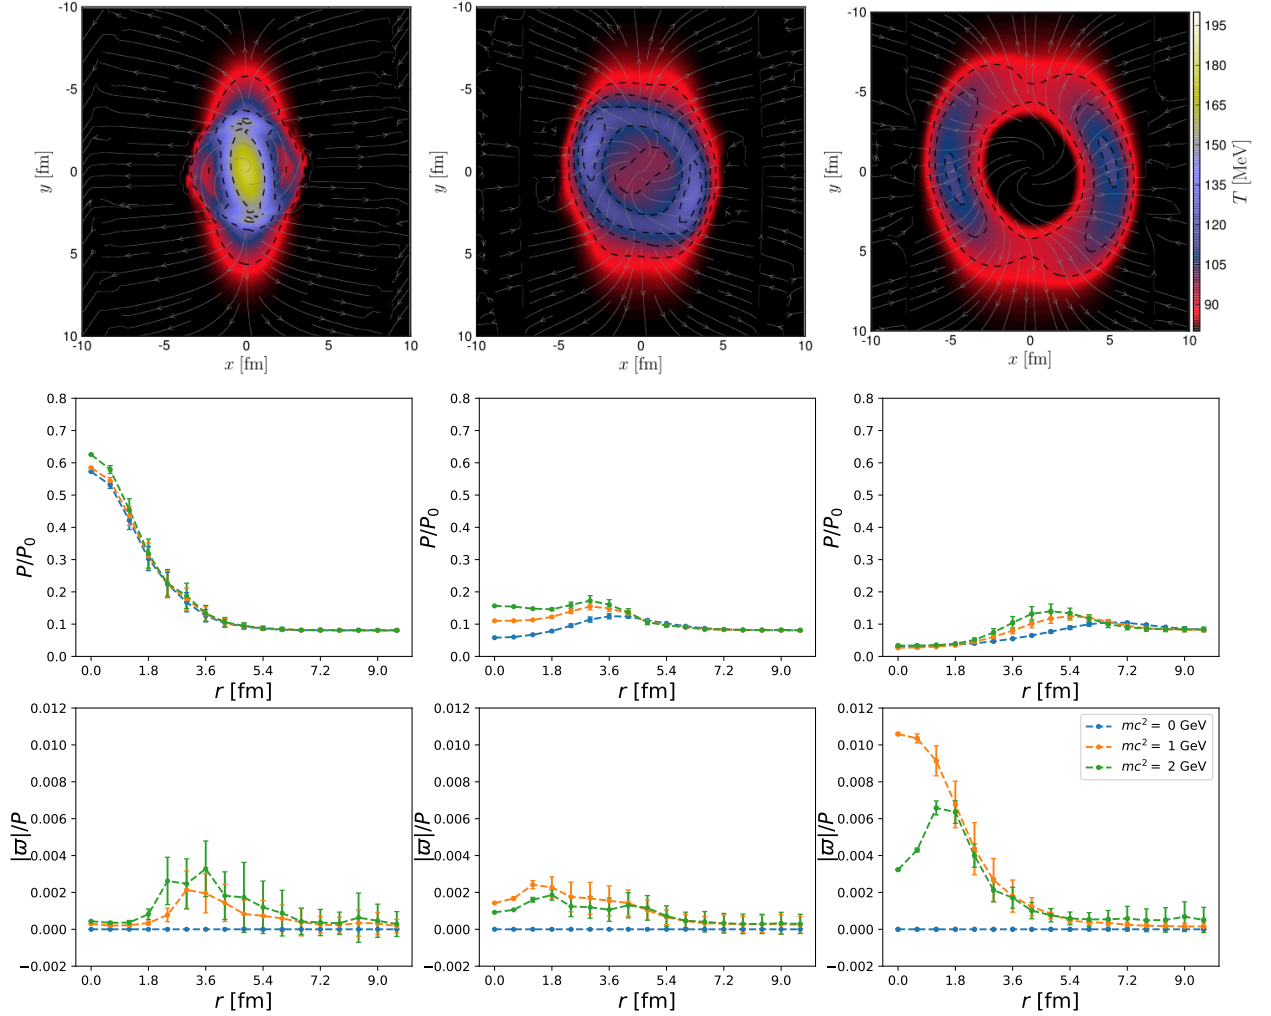 -10
-5
0
5
10
y [fm]
-10 -5 0 5 10
x [fm]
-10
-5
0
5
10
y [fm]
-10 -5 0 5 10
x [fm]
-10
-5
0
5
10
y [fm]
-10 -5 0 5 10
x [fm]
195
180
165
150
135
120
105
90
T [MeV]
0.8
0.7
0.6
0.5
0.4
0.3
0.2
0.1
0.0
P/P₀
0.0 1.8 3.6 5.4 7.2 9.0
r [fm]
0.8
0.7
0.6
0.5
0.4
0.3
0.2
0.1
0.0
P/P₀
0.0 1.8 3.6 5.4 7.2 9.0
r [fm]
0.8
0.7
0.6
0.5
0.4
0.3
0.2
0.1
0.0
P/P₀
0.0 1.8 3.6 5.4 7.2 9.0
r [fm]
0.012
0.010
0.008
0.006
0.004
0.002
0.000
−0.002
|ϖ|/P
0.0 1.8 3.6 5.4 7.2 9.0
r [fm]
0.012
0.010
0.008
0.006
0.004
0.002
0.000
−0.002
|ϖ|/P
0.0 1.8 3.6 5.4 7.2 9.0
r [fm]
0.012
0.010
0.008
0.006
0.004
0.002
0.000
−0.002
|ϖ|/P
0.0 1.8 3.6 5.4 7.2 9.0
r [fm]
mc² = 0 GeV
mc² = 1 GeV
mc² = 2 GeV